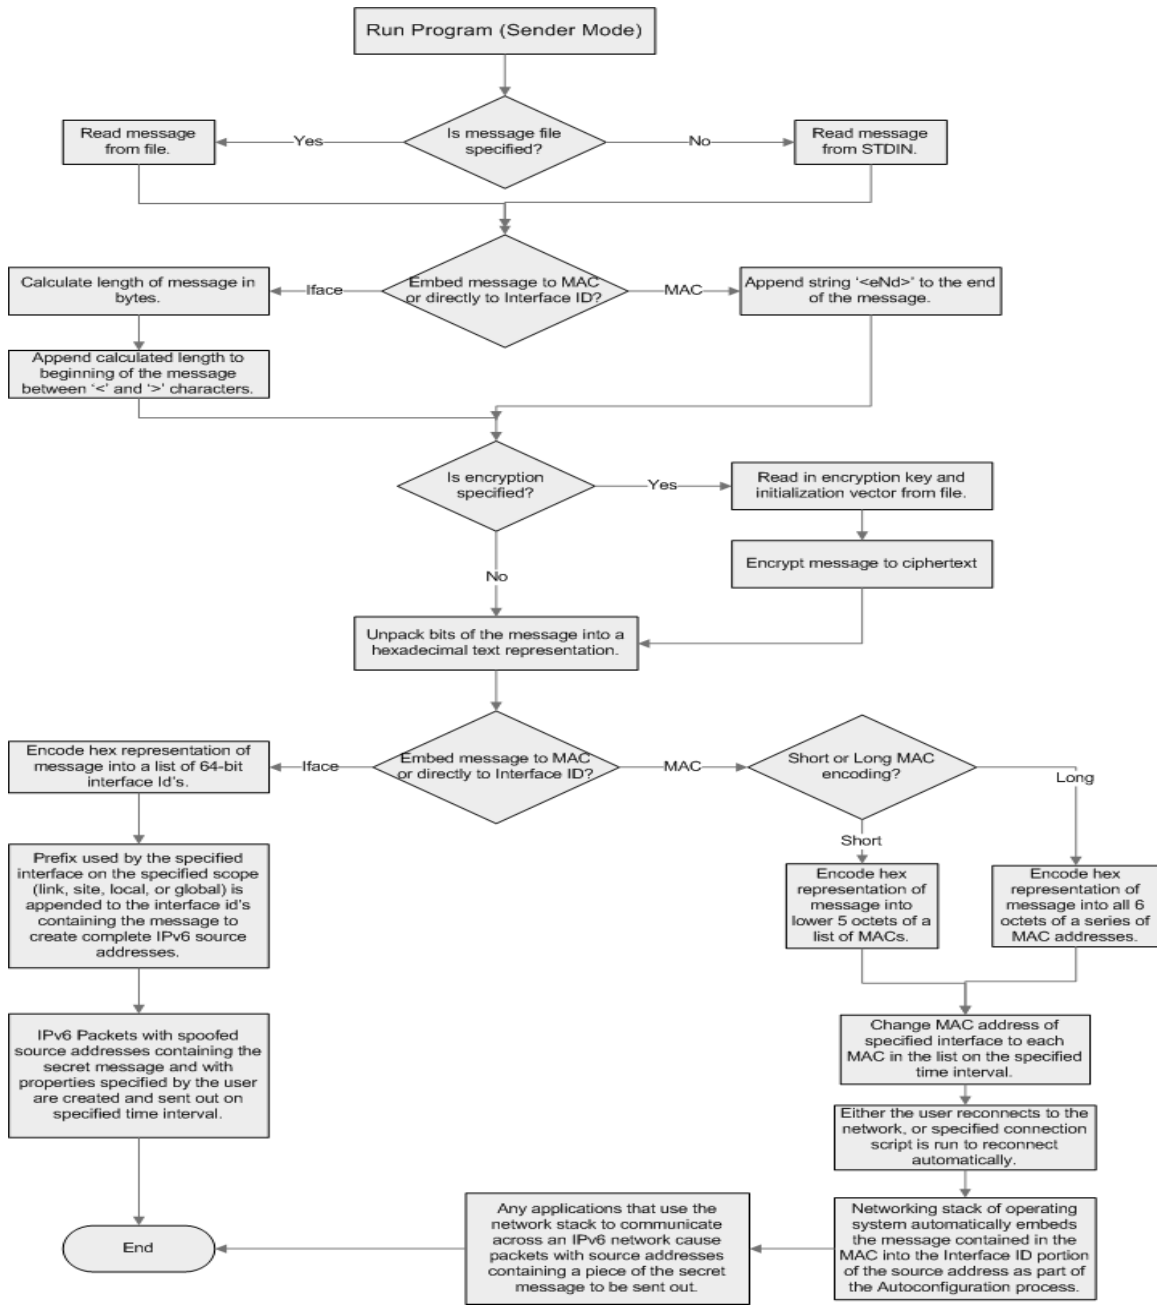 Run Program (Sender Mode)
Is message file
specified?
Yes
No
Read message
from file.
Read message
from STDIN.
Embed message to MAC
or directly to Interface ID?
Iface
MAC
Calculate length of message in
bytes.
Append string ‘<eNd>’ to the end
of the message.
Append calculated length to
beginning of the message
between ‘<’ and ‘>’ characters.
Is encryption
specified?
Yes
No
Read in encryption key and
initialization vector from file.
Encrypt message to ciphertext
Unpack bits of the message into a
hexadecimal text representation.
Embed message to MAC
or directly to Interface ID?
Iface
MAC
Encode hex representation of
message into a list of 64-bit
interface Id’s.
Short or Long MAC
encoding?
Short
Long
Prefix used by the specified
interface on the specified scope
(link, site, local, or global) is
appended to the interface id’s
containing the message to
create complete IPv6 source
addresses.
Encode hex
representation of
message into
lower 5 octets of a
list of MACs.
Encode hex
representation of
message into all 6
octets of a series of
MAC addresses.
IPv6 Packets with spoofed
source addresses containing the
secret message and with
properties specified by the user
are created and sent out on
specified time interval.
Change MAC address of
specified interface to each
MAC in the list on the specified
time interval.
Either the user reconnects to the
network, or specified connection
script is run to reconnect
automatically.
Networking stack of operating
system automatically embeds
the message contained in the
MAC into the Interface ID portion
of the source address as part of
the Autoconfiguration process.
Any applications that use the
network stack to communicate
across an IPv6 network cause
packets with source addresses
containing a piece of the secret
message to be sent out.
End